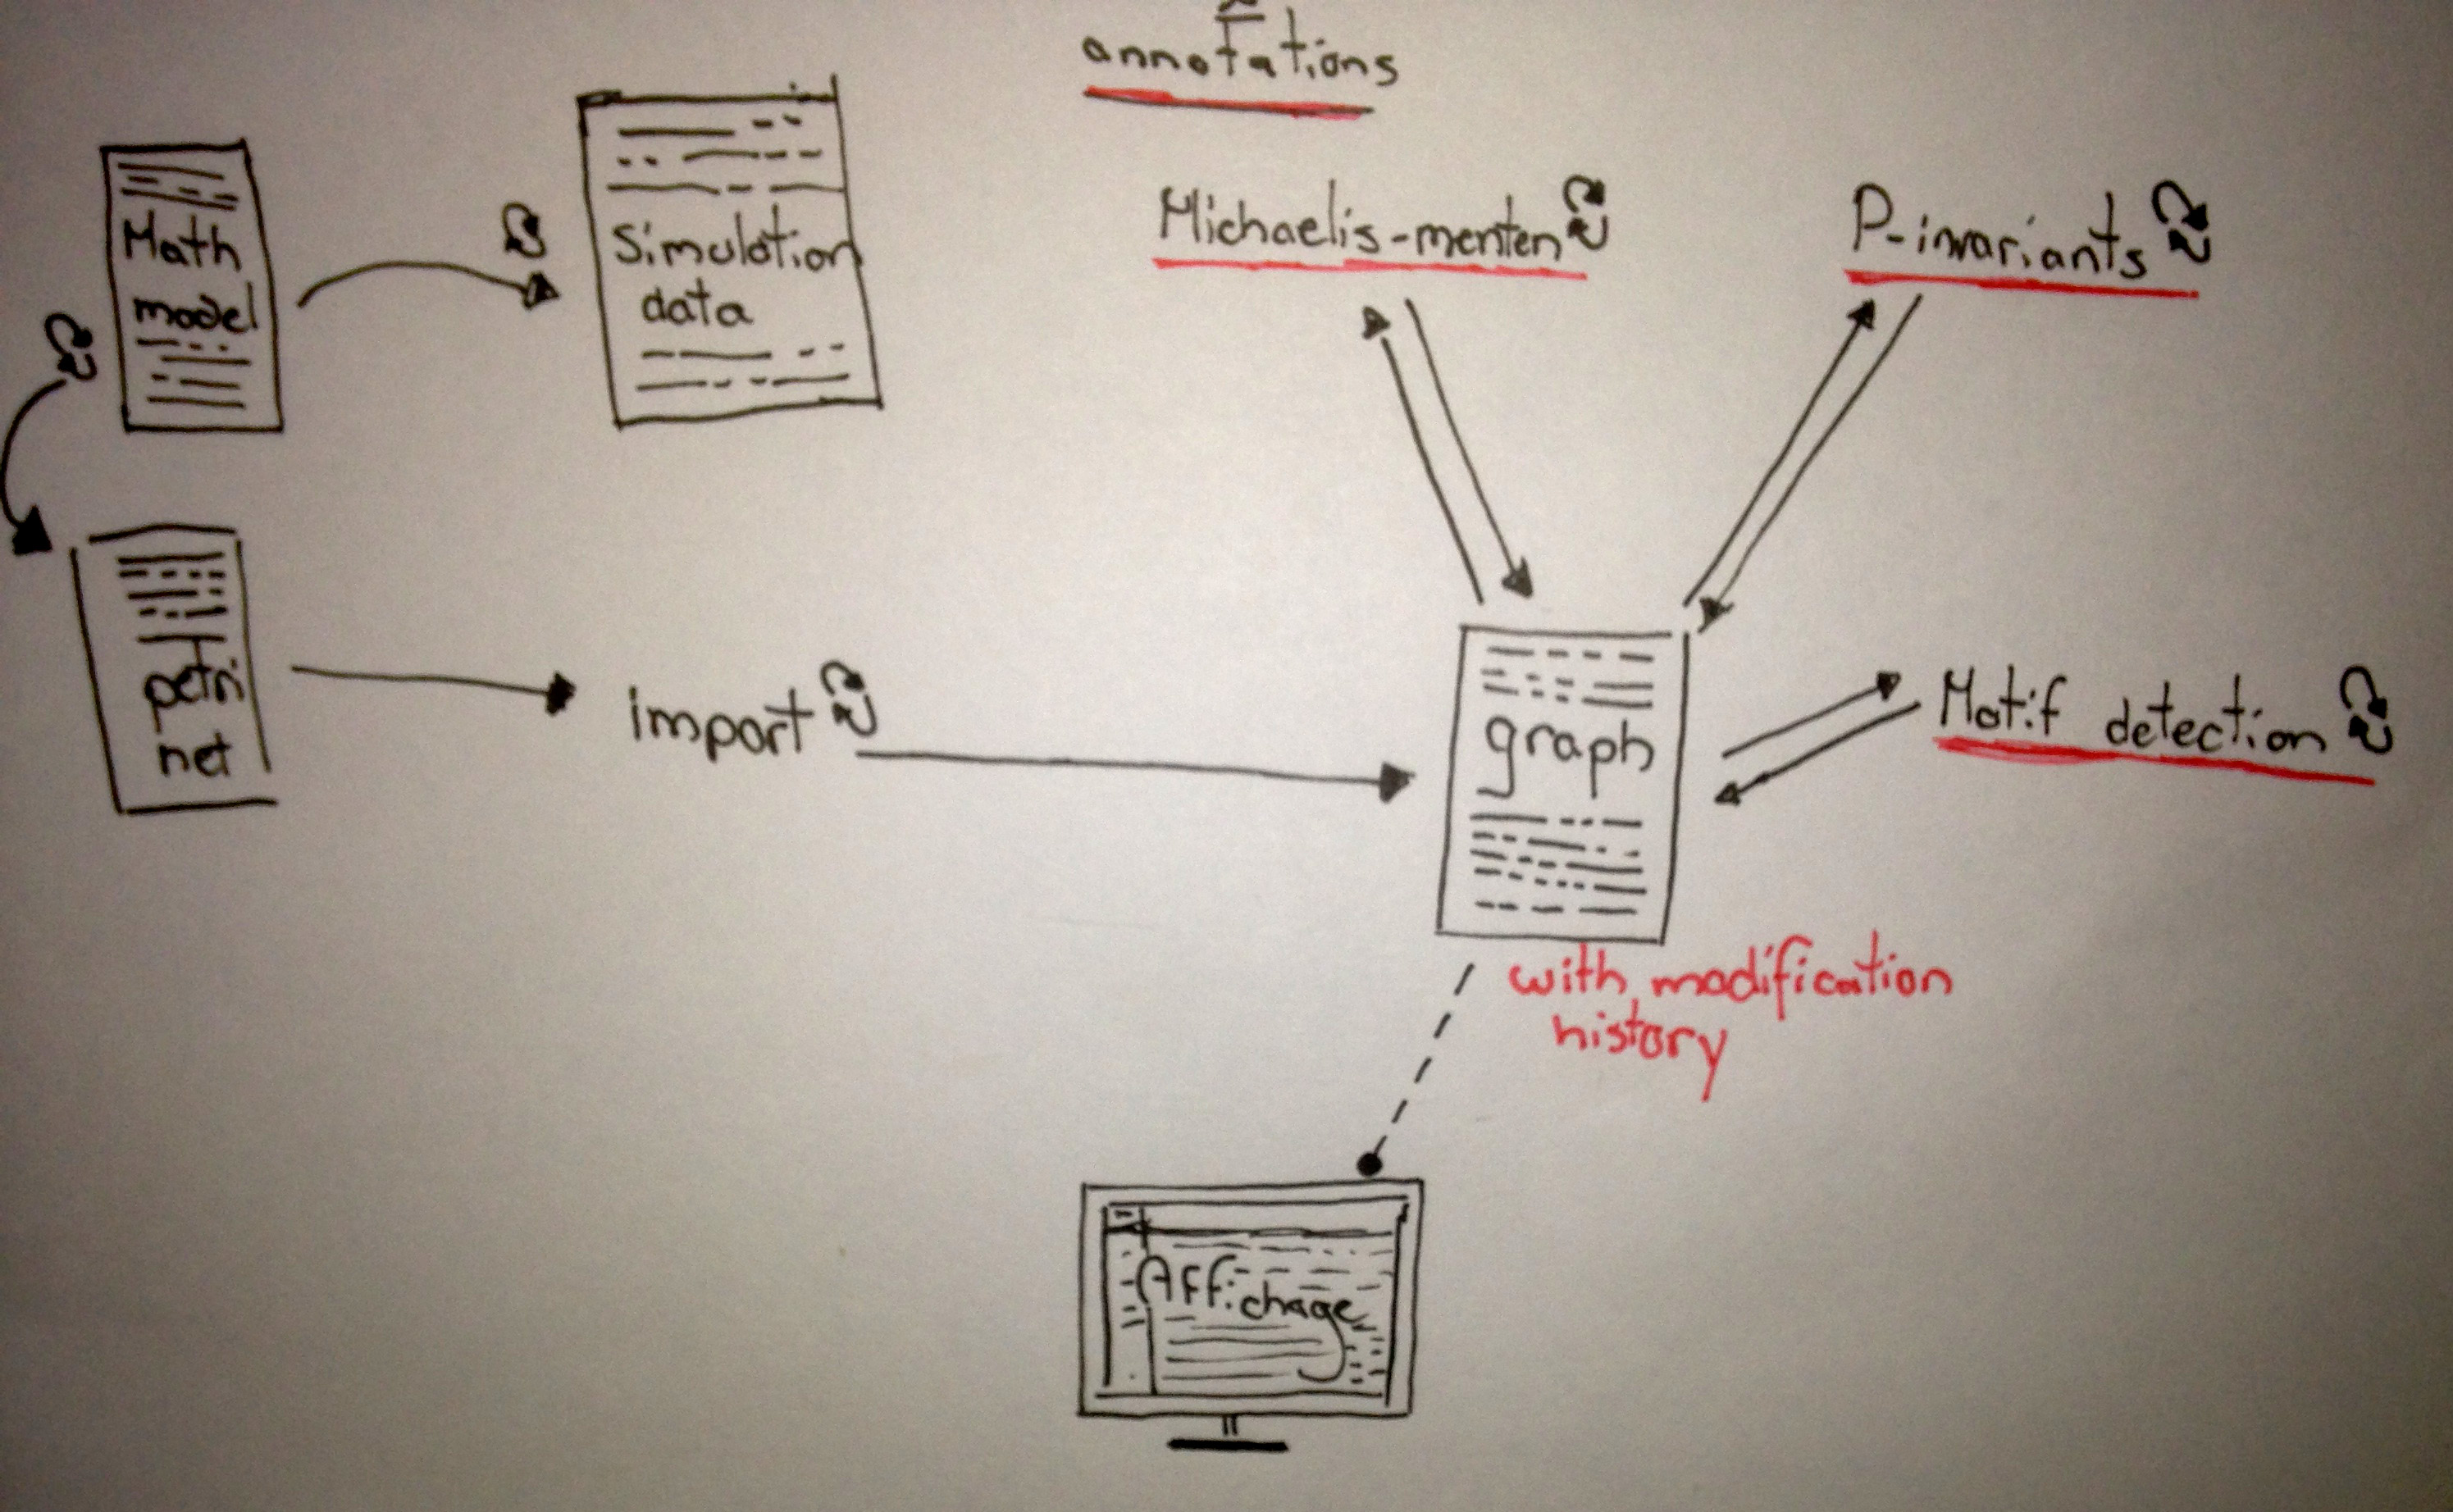 annotations
Math
model
Simulation
data
Michaelis-menten
P-invariants
petri
net
import
graph
Motif detection
with modification
history
Affichage